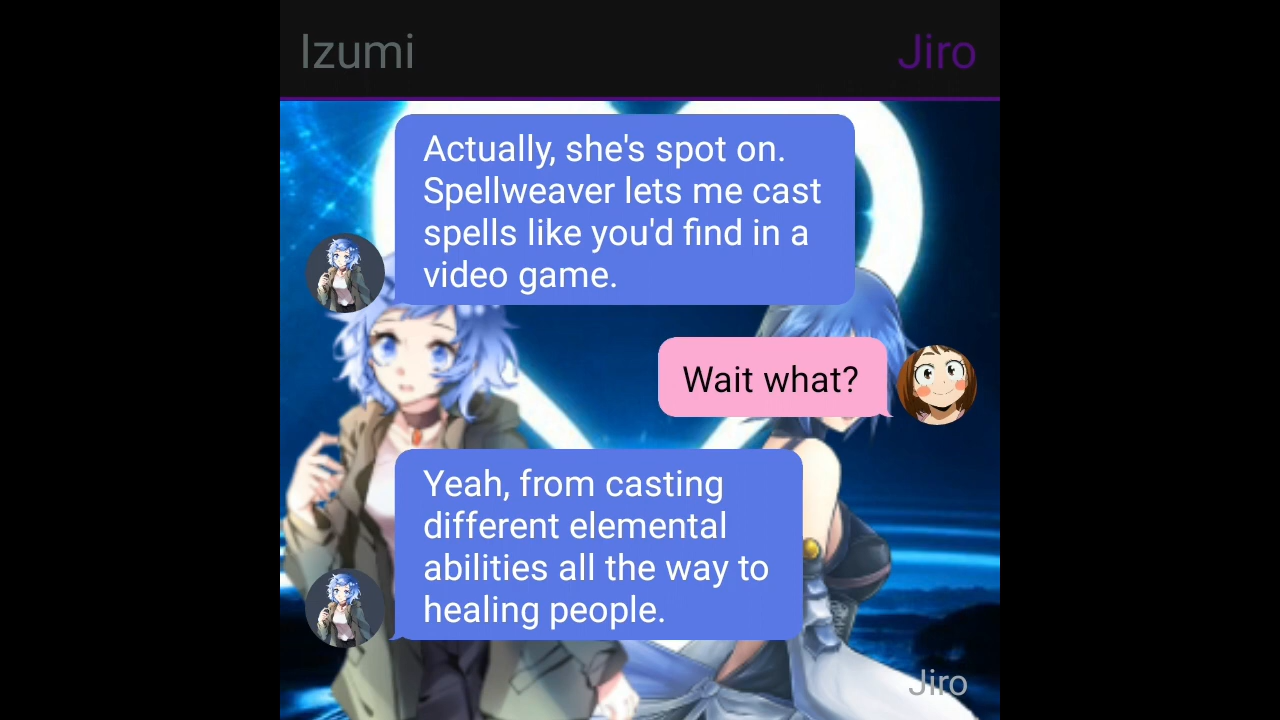 Izumi
Jiro
Actually, she's spot on.
Spellweaver lets me cast
spells like you'd find in a
video game.
Wait what?
Yeah, from casting
different elemental
abilities all the way to
healing people.
Jiro